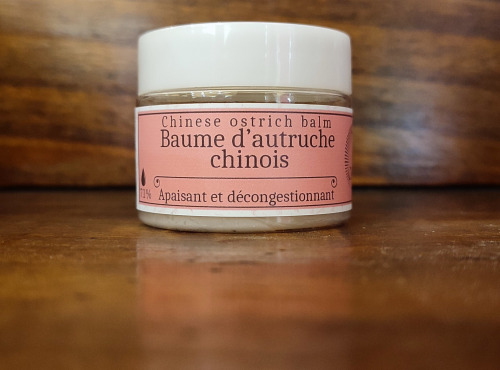 Chinese ostrich balm
Baume d'autruche
chinois
Apaisant et décongestionnant